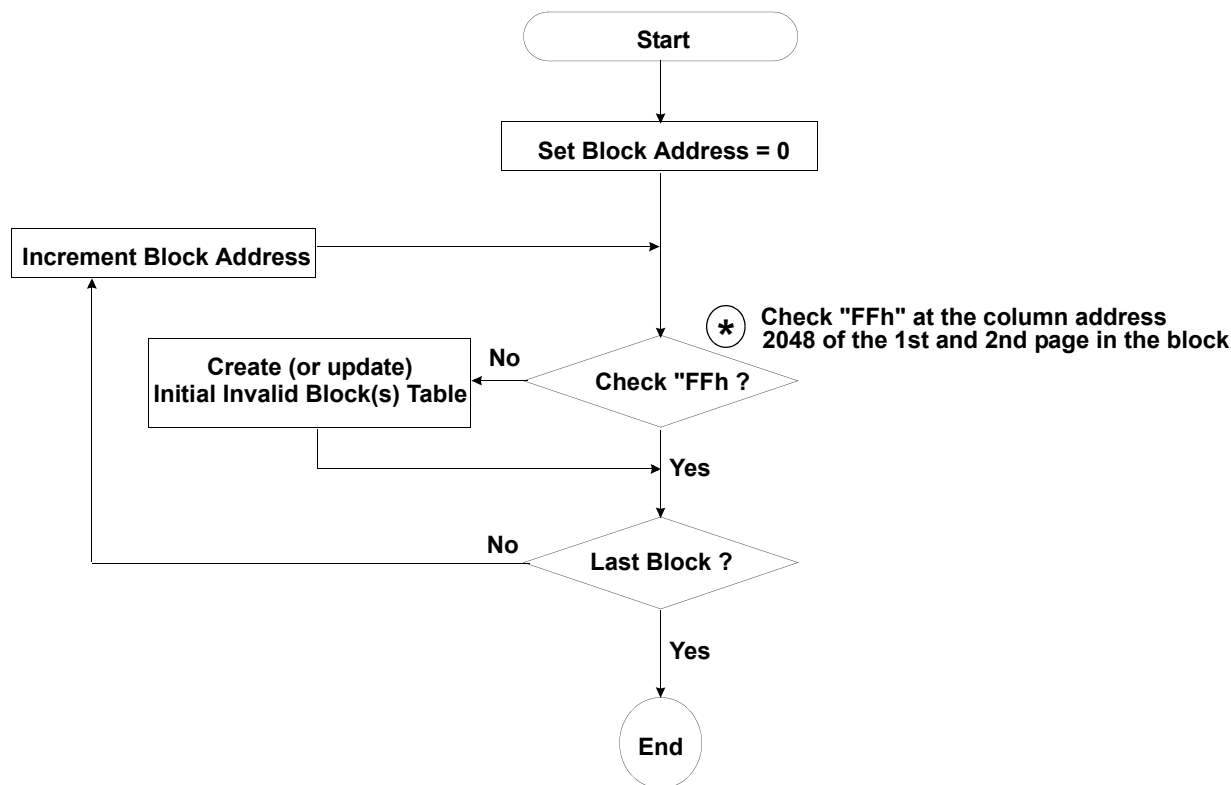 Start
Set Block Address = 0
Increment Block Address
* Check "FFh" at the column address
2048 of the 1st and 2nd page in the block
No
Create (or update)
Initial Invalid Block(s) Table
Check "FFh ?
Yes
No
Last Block ?
Yes
End